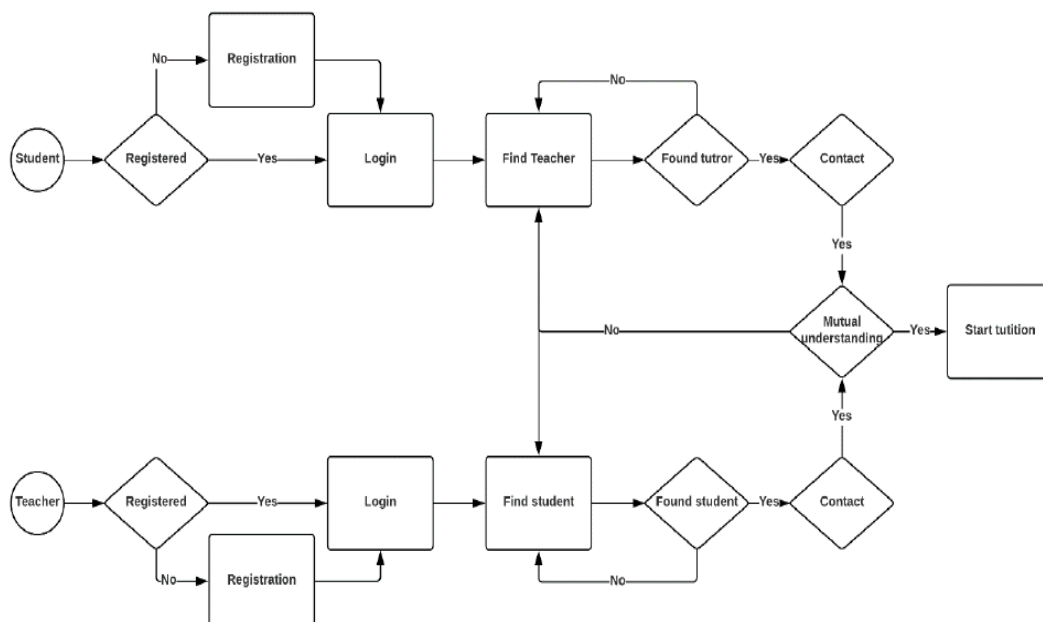 No
Registration
No
Student
Registered
Yes
Login
Find Teacher
Found tutror
Yes
Contact
Yes
No
Mutual
understanding
Yes
Start tutition
Yes
Teacher
Registered
Yes
Login
Find student
Found student
Yes
Contact
No
Registration
No